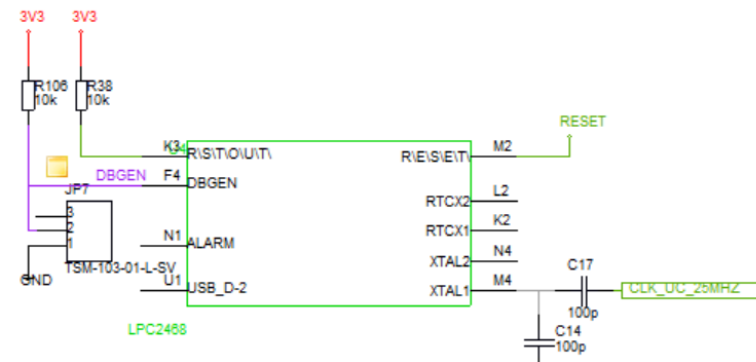 3V3 3V3
R106 R38
10k 10k
RESET
K3 R\S\T\O\U\T\ R\E\S\E\T\ M2
DBGEN F4 DBGEN
JP7
RTCX2 L2
3
2
RTCX1 K2
1
N1 ALARM
XTAL2 N4
GND
TSM-103-01-L-SV
U1 USB_D-2
XTAL1 M4
C17
CLK_UC_25MHZ
100p
LPC2468
C14
100p